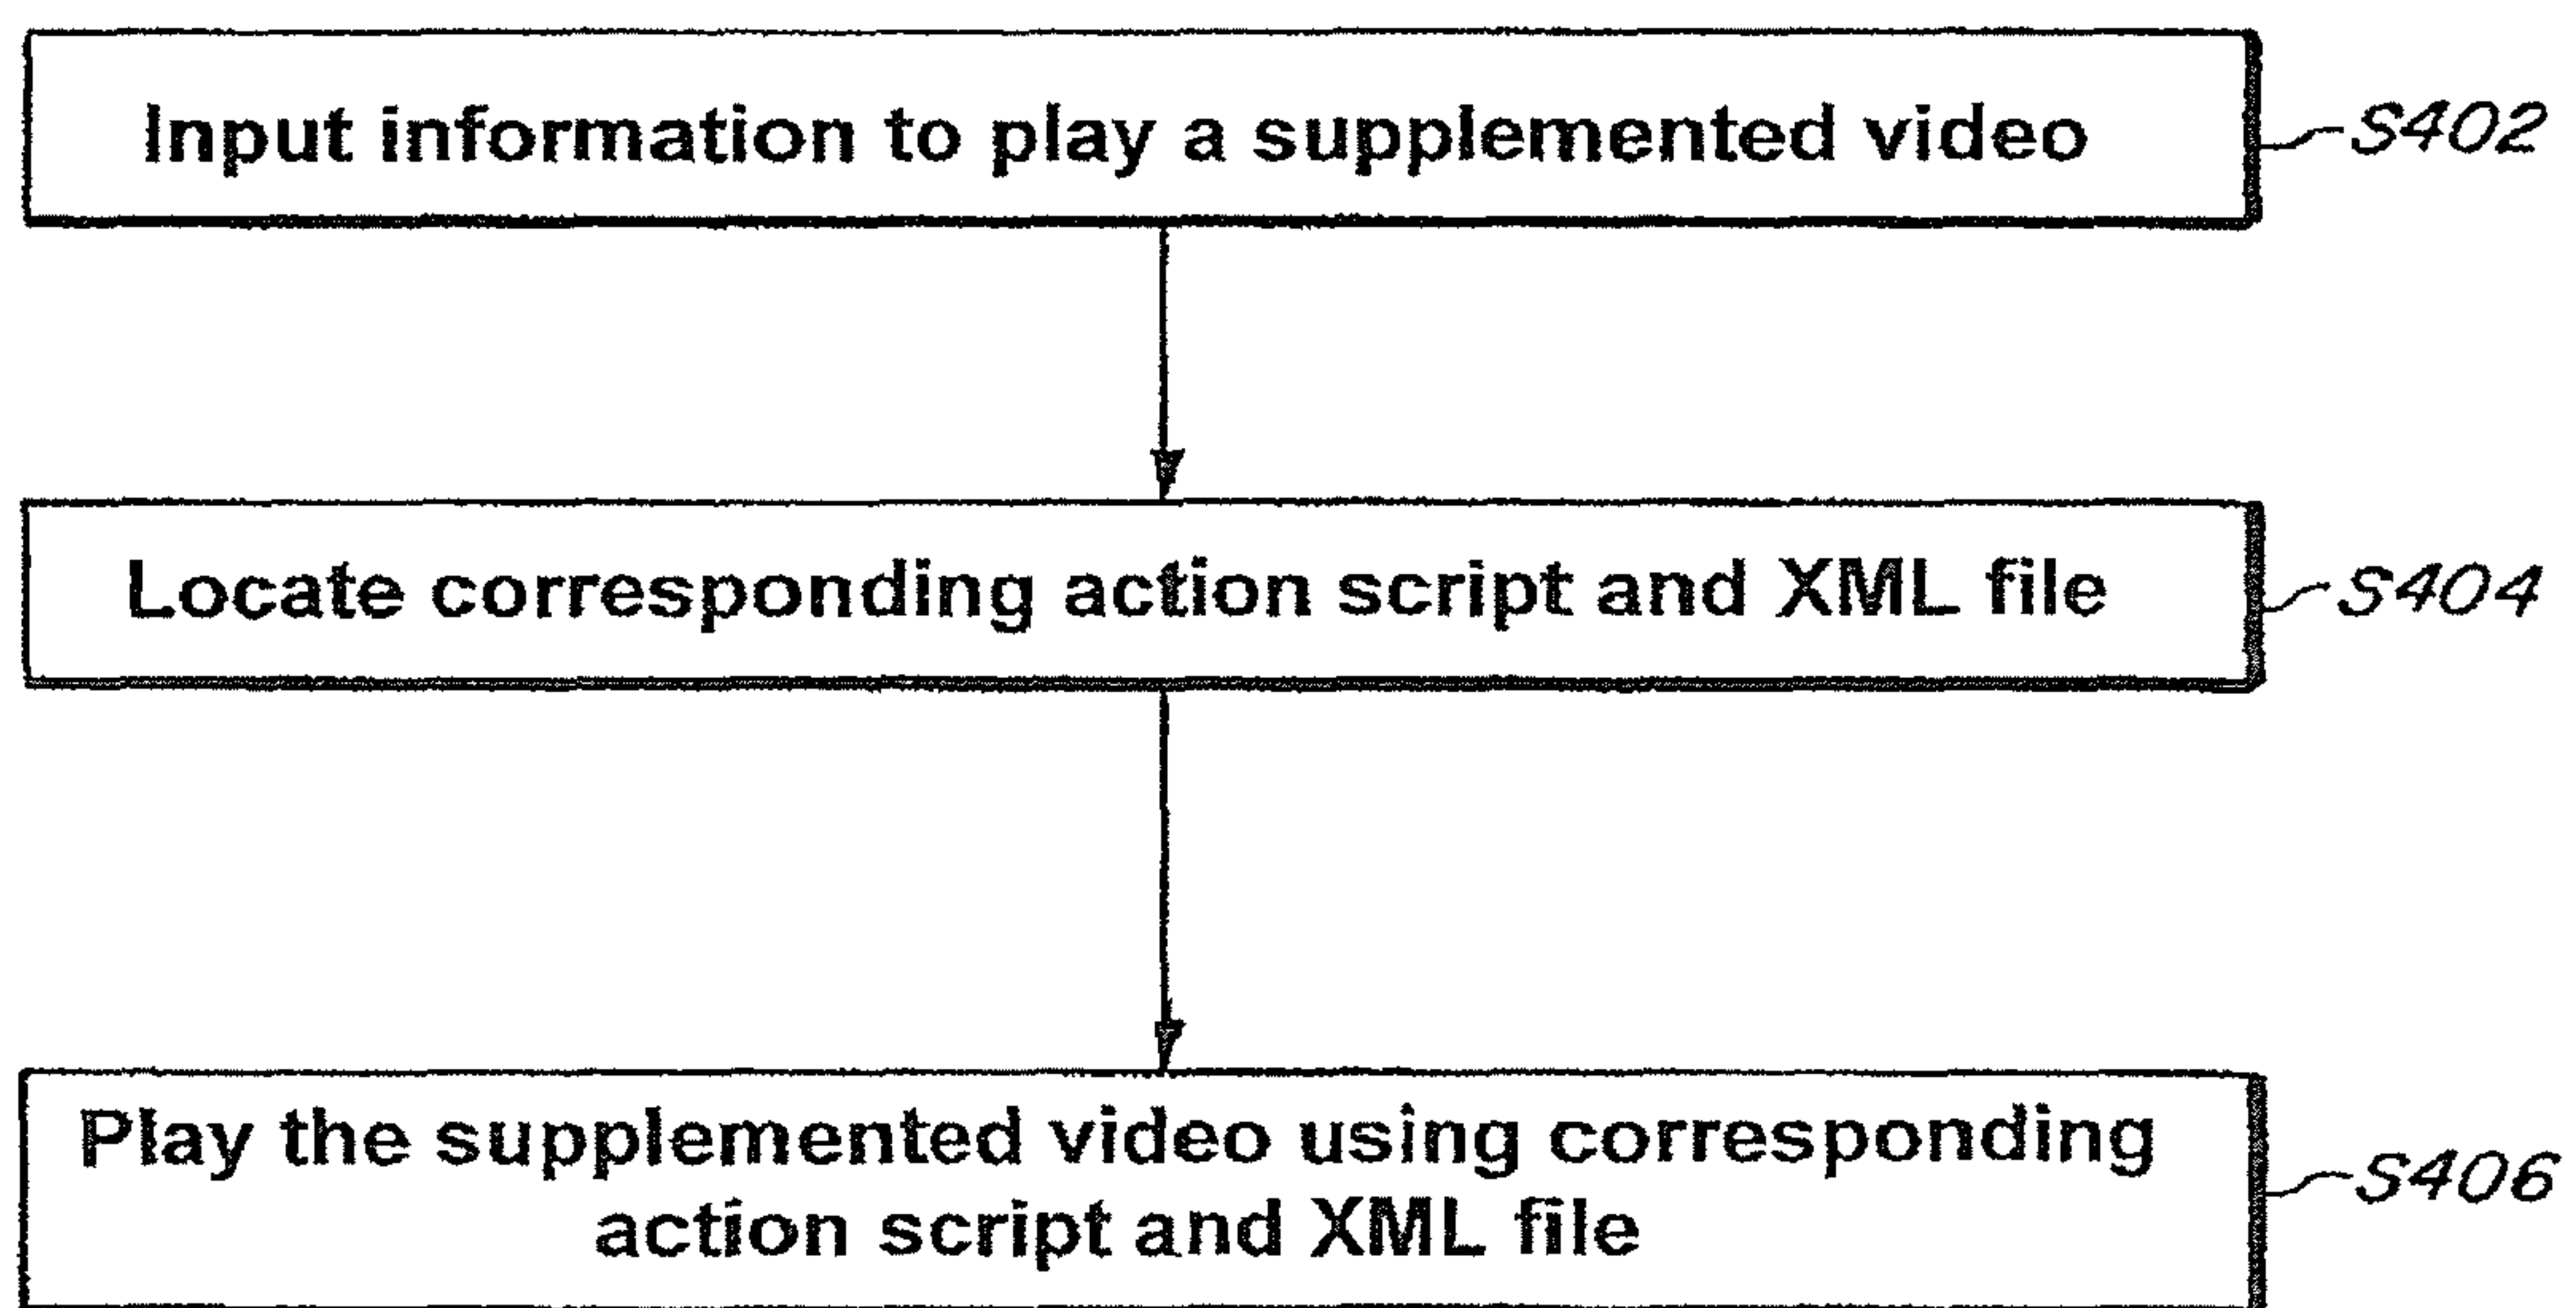 Input information to play a supplemented video
S402
Locate corresponding action script and XML file
S404
Play the supplemented video using corresponding
action script and XML file
S406